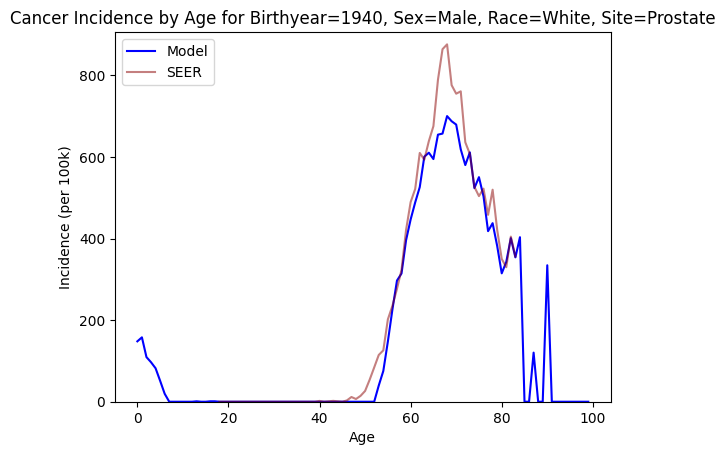 Cancer Incidence by Age for Birthyear=1940, Sex=Male, Race=White, Site=Prostate
Model
SEER
Incidence (per 100k)
800
600
400
200
0
0 20 40 60 80 100
Age